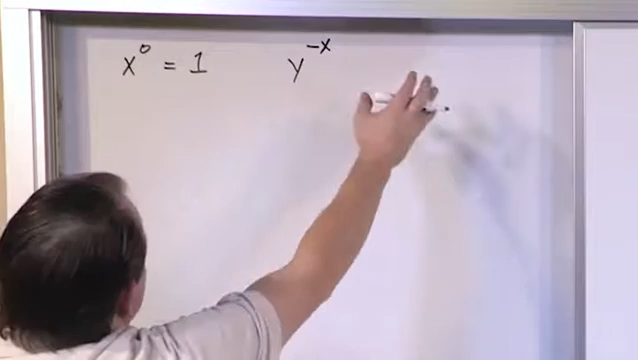 x⁰ = 1 y⁻ˣ